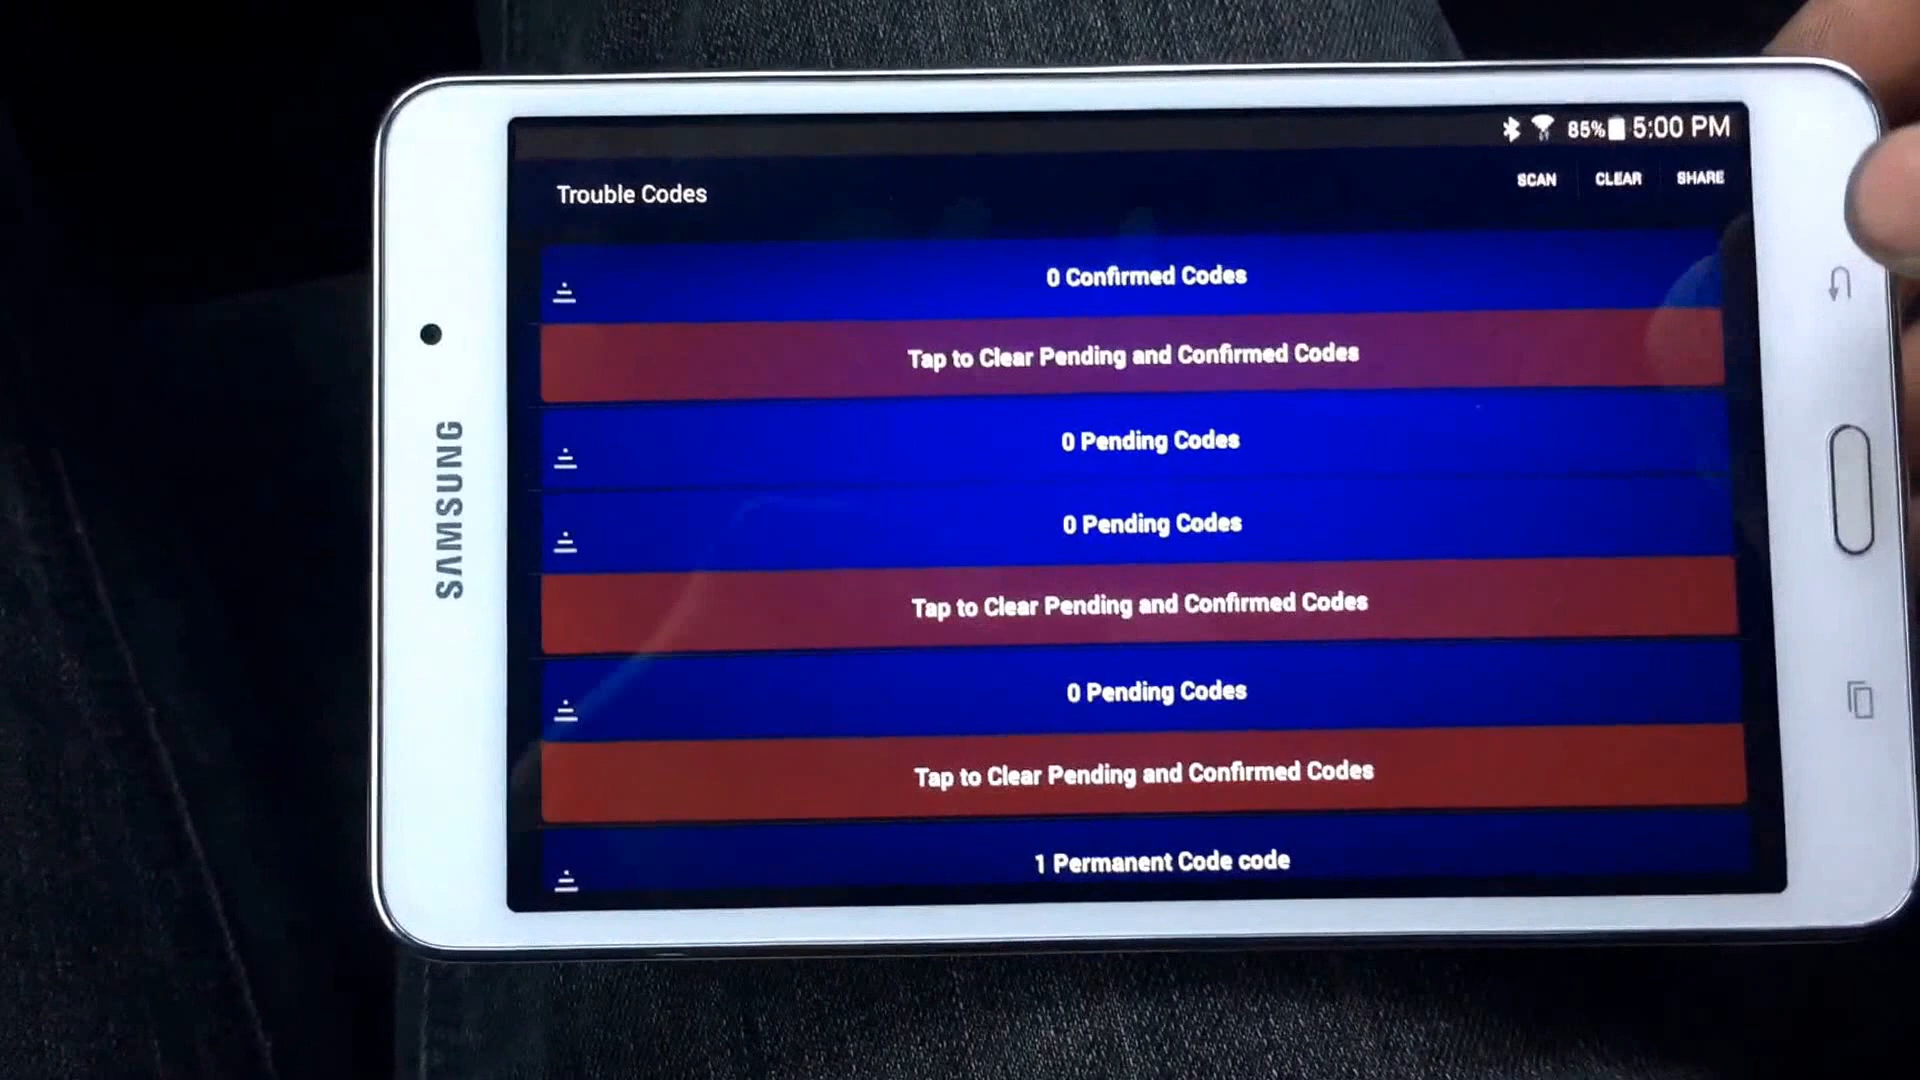 85% 5:00 PM
Trouble Codes
SCAN CLEAR SHARE
0 Confirmed Codes
Tap to Clear Pending and Confirmed Codes
0 Pending Codes
0 Pending Codes
Tap to Clear Pending and Confirmed Codes
0 Pending Codes
Tap to Clear Pending and Confirmed Codes
1 Permanent Code code
SAMSUNG